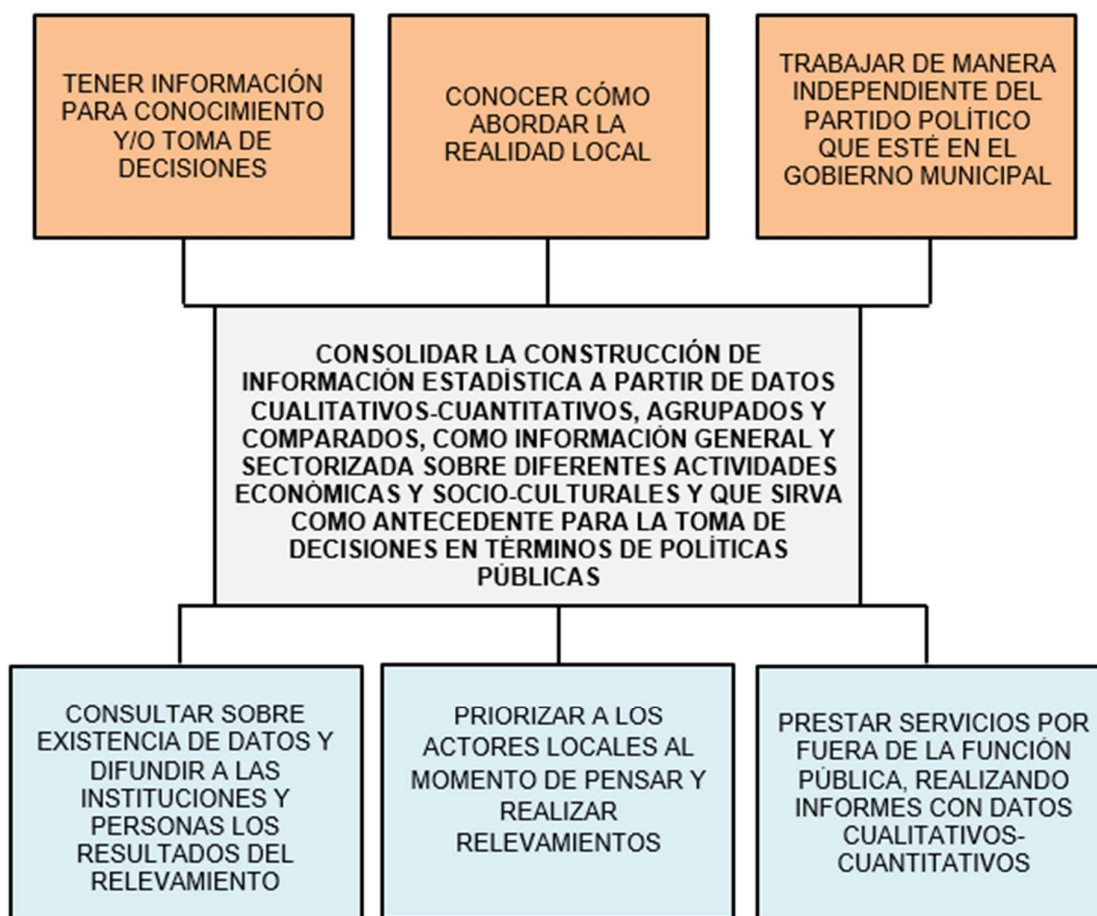 TENER INFORMACIÓN
PARA CONOCIMIENTO
Y/O TOMA DE
DECISIONES
CONOCER CÓMO
ABORDAR LA
REALIDAD LOCAL
TRABAJAR DE MANERA
INDEPENDIENTE DEL
PARTIDO POLÍTICO
QUE ESTÉ EN EL
GOBIERNO MUNICIPAL
CONSOLIDAR LA CONSTRUCCIÓN DE
INFORMACIÓN ESTADÍSTICA A PARTIR DE DATOS
CUALITATIVOS-CUANTITATIVOS, AGRUPADOS Y
COMPARADOS, COMO INFORMACIÓN GENERAL Y
SECTORIZADA SOBRE DIFERENTES ACTIVIDADES
ECONÓMICAS Y SOCIO-CULTURALES Y QUE SIRVA
COMO ANTECEDENTE PARA LA TOMA DE
DECISIONES EN TÉRMINOS DE POLÍTICAS
PÚBLICAS
CONSULTAR SOBRE
EXISTENCIA DE DATOS Y
DIFUNDIR A LAS
INSTITUCIONES Y
PERSONAS LOS
RESULTADOS DEL
RELEVAMIENTO
PRIORIZAR A LOS
ACTORES LOCALES AL
MOMENTO DE PENSAR Y
REALIZAR
RELEVAMIENTOS
PRESTAR SERVICIOS POR
FUERA DE LA FUNCIÓN
PÚBLICA, REALIZANDO
INFORMES CON DATOS
CUALITATIVOS-
CUANTITATIVOS